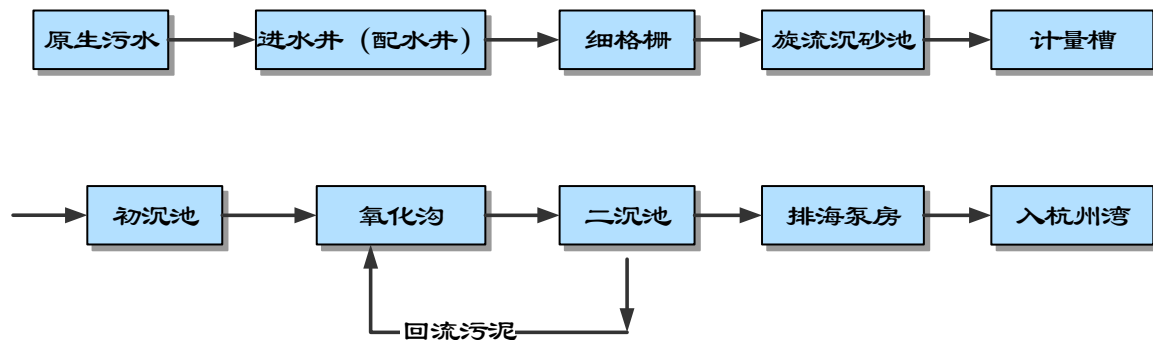 原生污水
进水井（配水井）
细格栅
旋流沉砂池
计量槽
初沉池
氧化沟
二沉池
排海泵房
入杭州湾
回流污泥